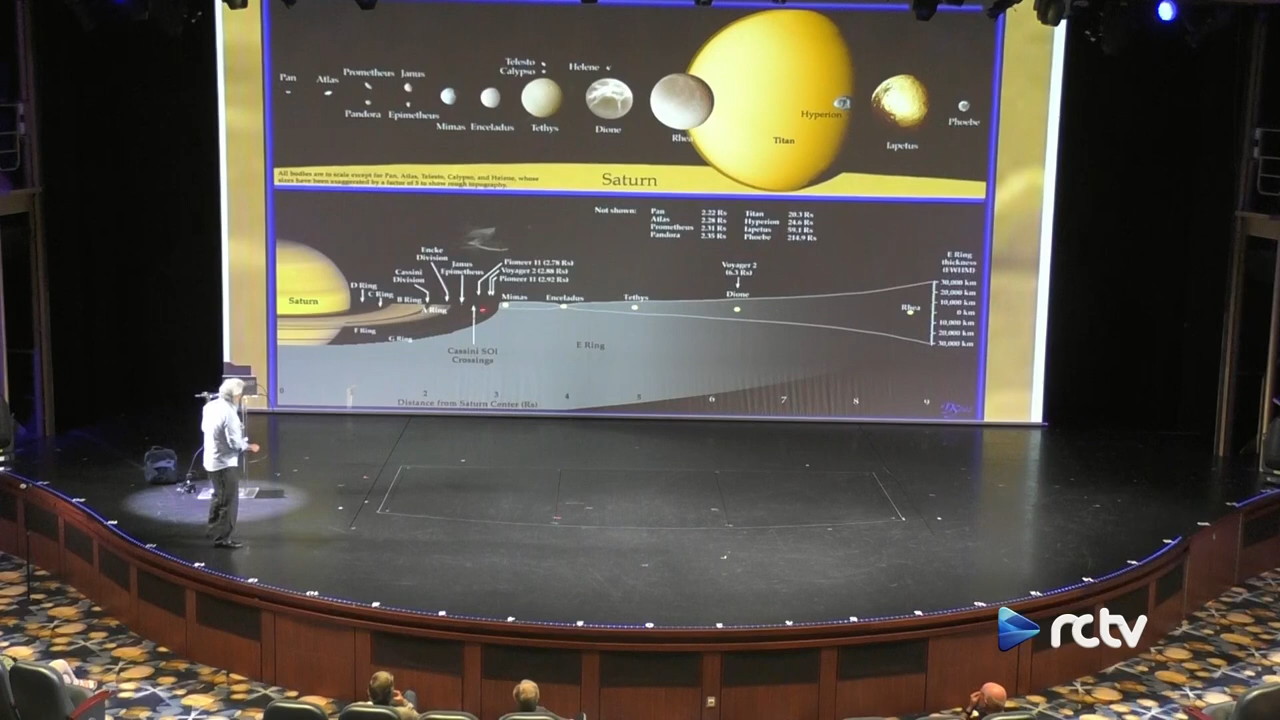 Telesto
Calypso
Helene
Pan
Atlas
Prometheus
Janus
Pandora
Epimetheus
Mimas
Enceladus
Tethys
Dione
Rhea
Titan
Hyperion
Iapetus
Phoebe
All bodies are to scale except for Pan, Atlas, Telesto, Calypso, and Helene, whose
sizes have been exaggerated by a factor of 5 to show rough topography.
Saturn
Not shown:
Pan 2.22 Rs
Atlas 2.28 Rs
Prometheus 2.31 Rs
Pandora 2.35 Rs
Titan 20.3 Rs
Hyperion 24.6 Rs
Iapetus 59.1 Rs
Phoebe 214.9 Rs
Saturn
D Ring
C Ring
Cassini
Division
B Ring
Encke
Division
A Ring
Janus
Epimetheus
Pioneer 11 (2.78 Rs)
Voyager 2 (2.88 Rs)
Pioneer 11 (2.92 Rs)
F Ring
G Ring
Cassini SOI
Crossings
Mimas
Enceladus
Tethys
Voyager 2
(6.3 Rs)
Dione
Rhea
E Ring
E Ring
thickness
(FWHM)
30,000 km
20,000 km
10,000 km
0 km
10,000 km
20,000 km
30,000 km
0 1 2 3 4 5 6 7 8 9
Distance from Saturn Center (Rs)
rctv